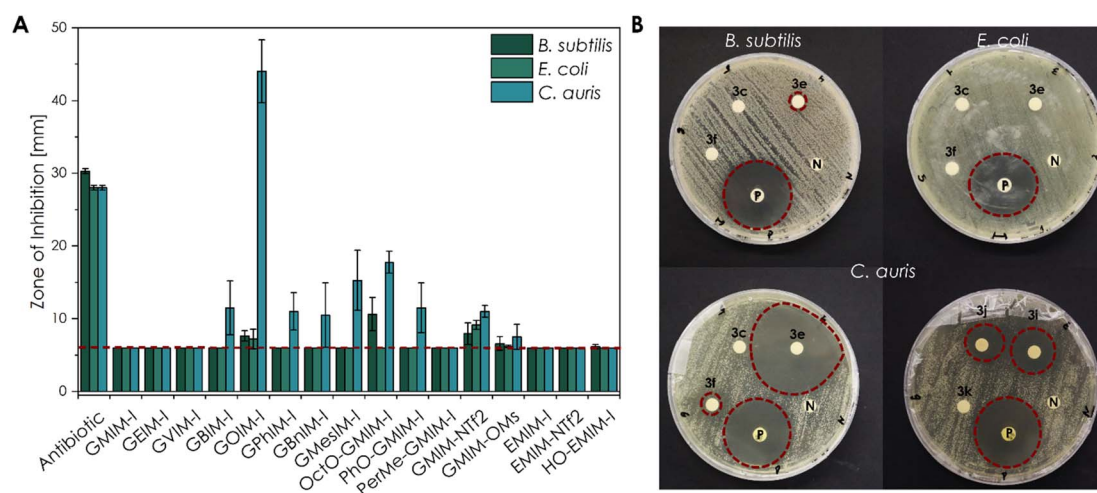 A
Zone of Inhibition [mm]
50
40
30
20
10
0
B. subtilis
E. coli
C. auris
Antibiotic
GMIM-I
GEIM-I
GVIM-I
GBIM-I
GOIM-I
GPhIM-I
GBnIM-I
GMesIM-I
OctO-GMIM-I
PhO-GMIM-I
PerMe-GMIM-I
GMIM-NTf2
GMIM-OMs
EMIM-I
EMIM-NTf2
HO-EMIM-I
B
B. subtilis
3c
3e
3f
N
P
E. coli
3c
3e
3f
N
P
C. auris
3c
3e
3f
N
P
3j
3i
3k
N
P